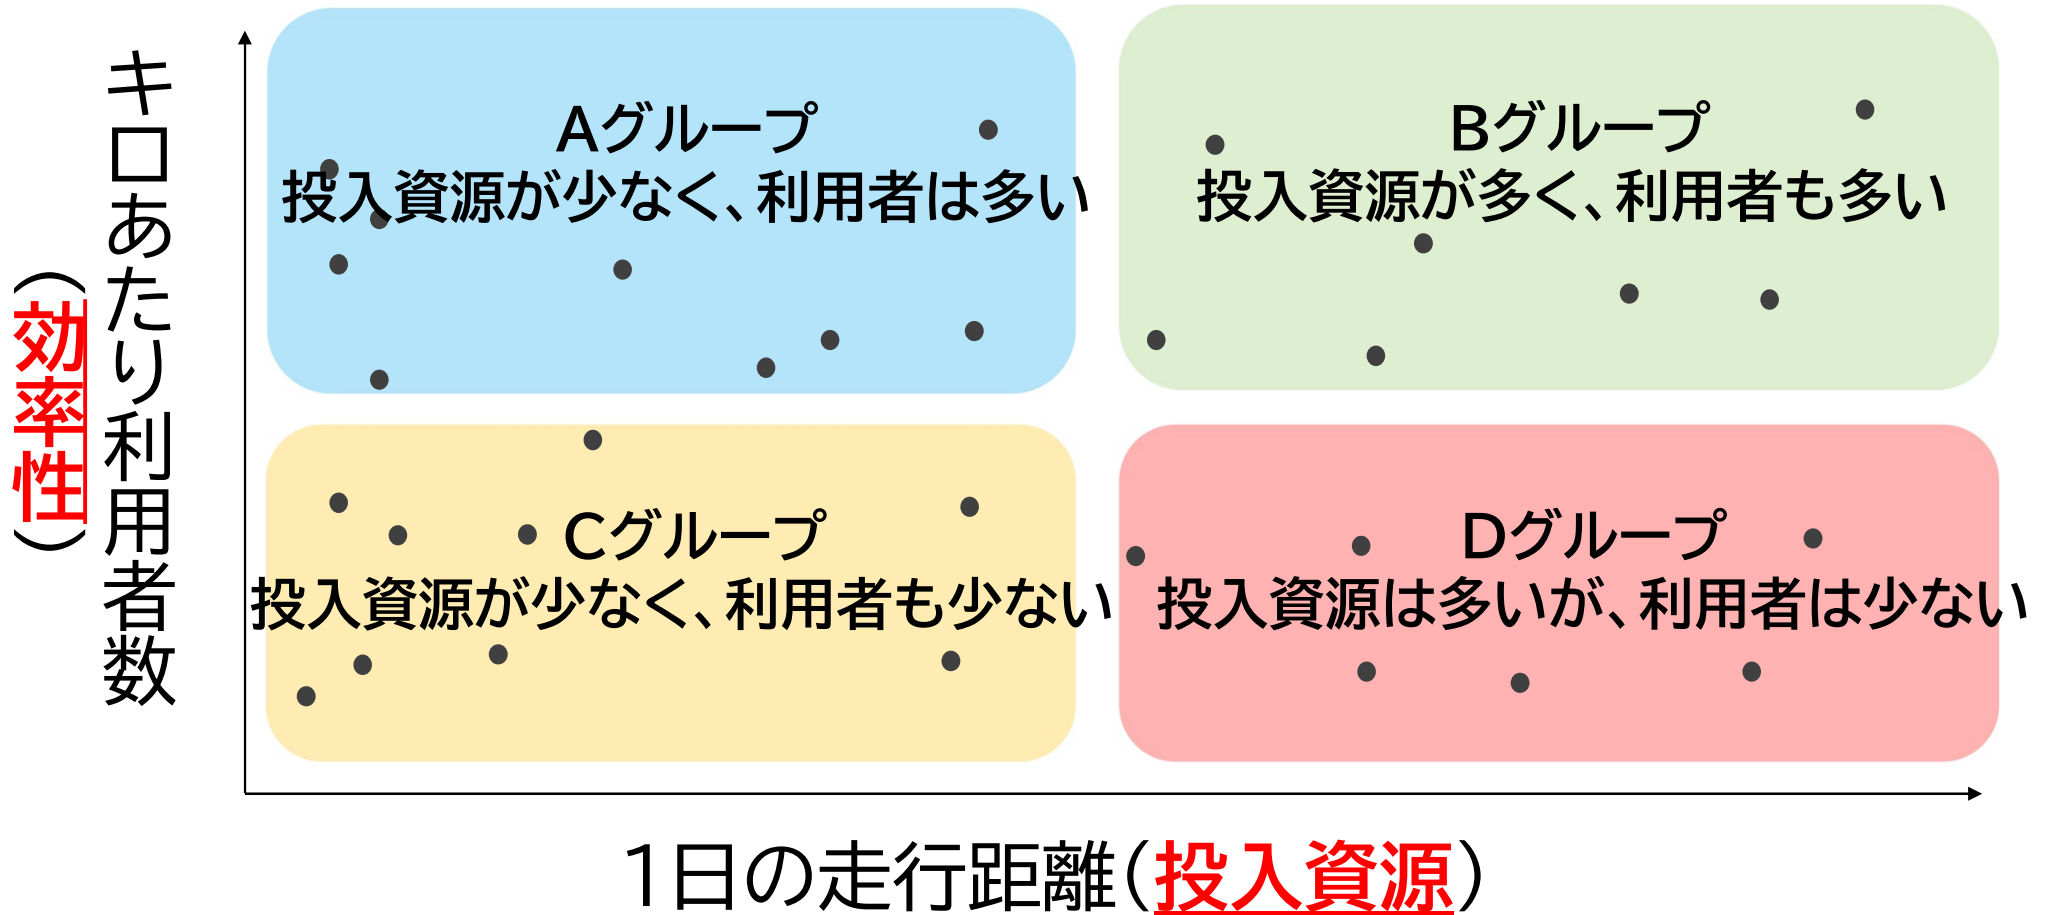 キロあたり利用者数
（効率性）
Aグループ
投入資源が少なく、利用者は多い
Bグループ
投入資源が多く、利用者も多い
Cグループ
投入資源が少なく、利用者も少ない
Dグループ
投入資源は多いが、利用者は少ない
1日の走行距離（投入資源）